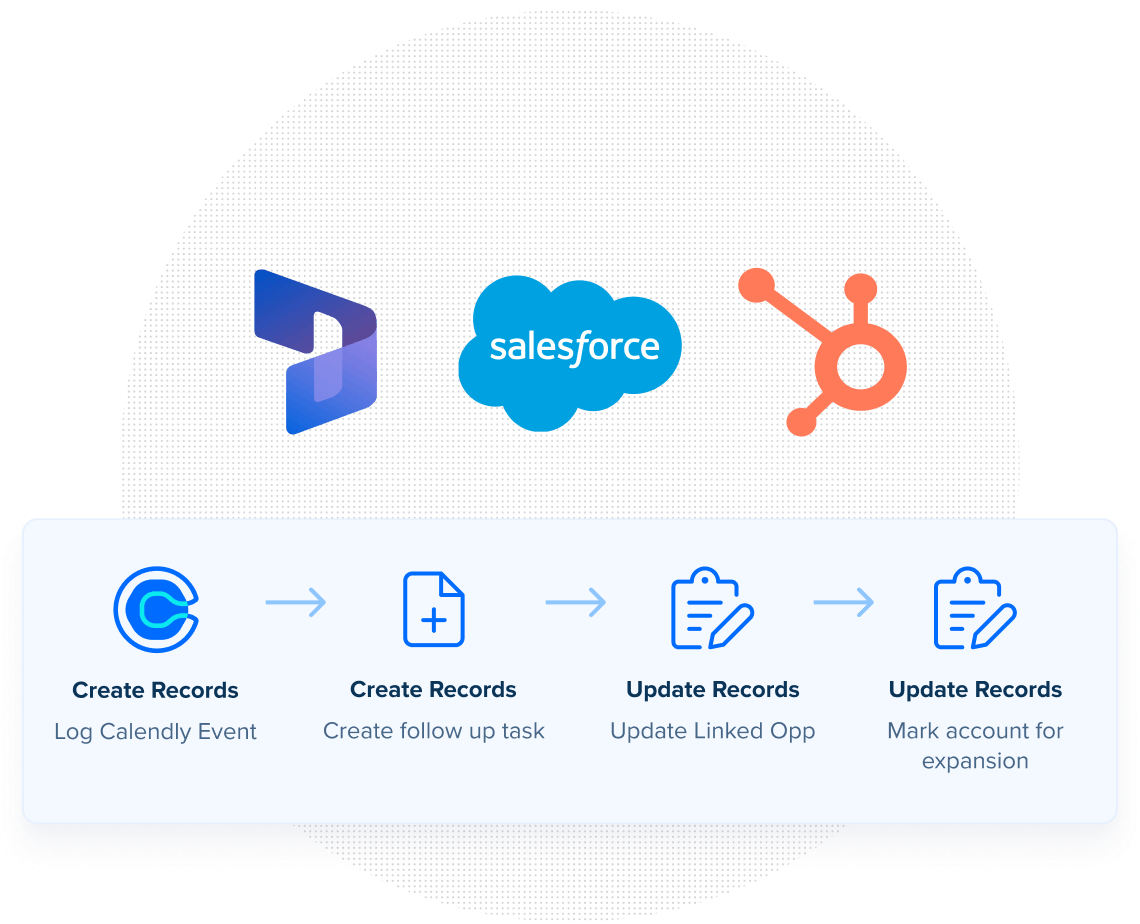 salesforce
Create Records
Log Calendly Event
Create Records
Create follow up task
Update Records
Update Linked Opp
Update Records
Mark account for
expansion